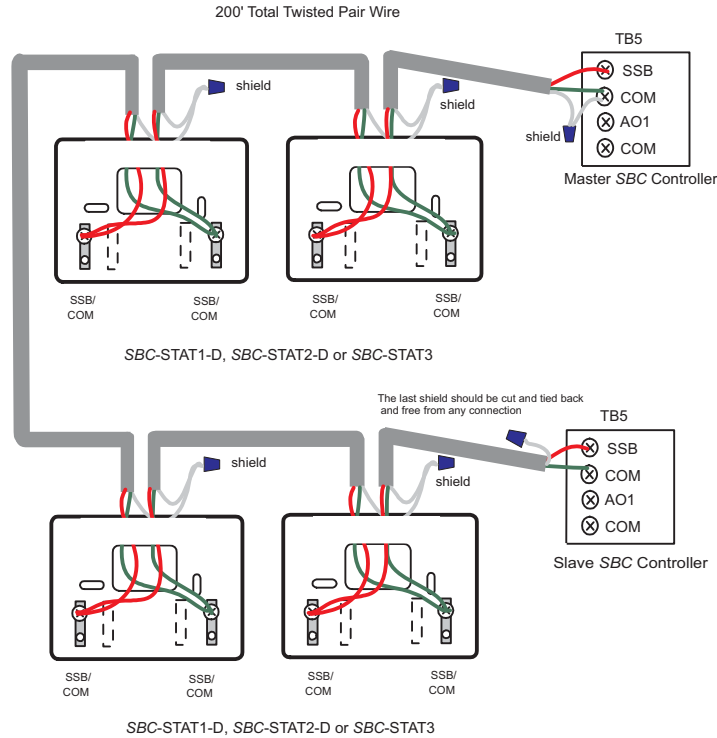 200' Total Twisted Pair Wire
TB5
SSB
COM
AO1
COM
shield
shield
shield
Master SBC Controller
SSB/
COM
SSB/
COM
SSB/
COM
SSB/
COM
SBC-STAT1-D, SBC-STAT2-D or SBC-STAT3
The last shield should be cut and tied back
and free from any connection
TB5
SSB
COM
AO1
COM
shield
shield
Slave SBC Controller
SSB/
COM
SSB/
COM
SSB/
COM
SSB/
COM
SBC-STAT1-D, SBC-STAT2-D or SBC-STAT3